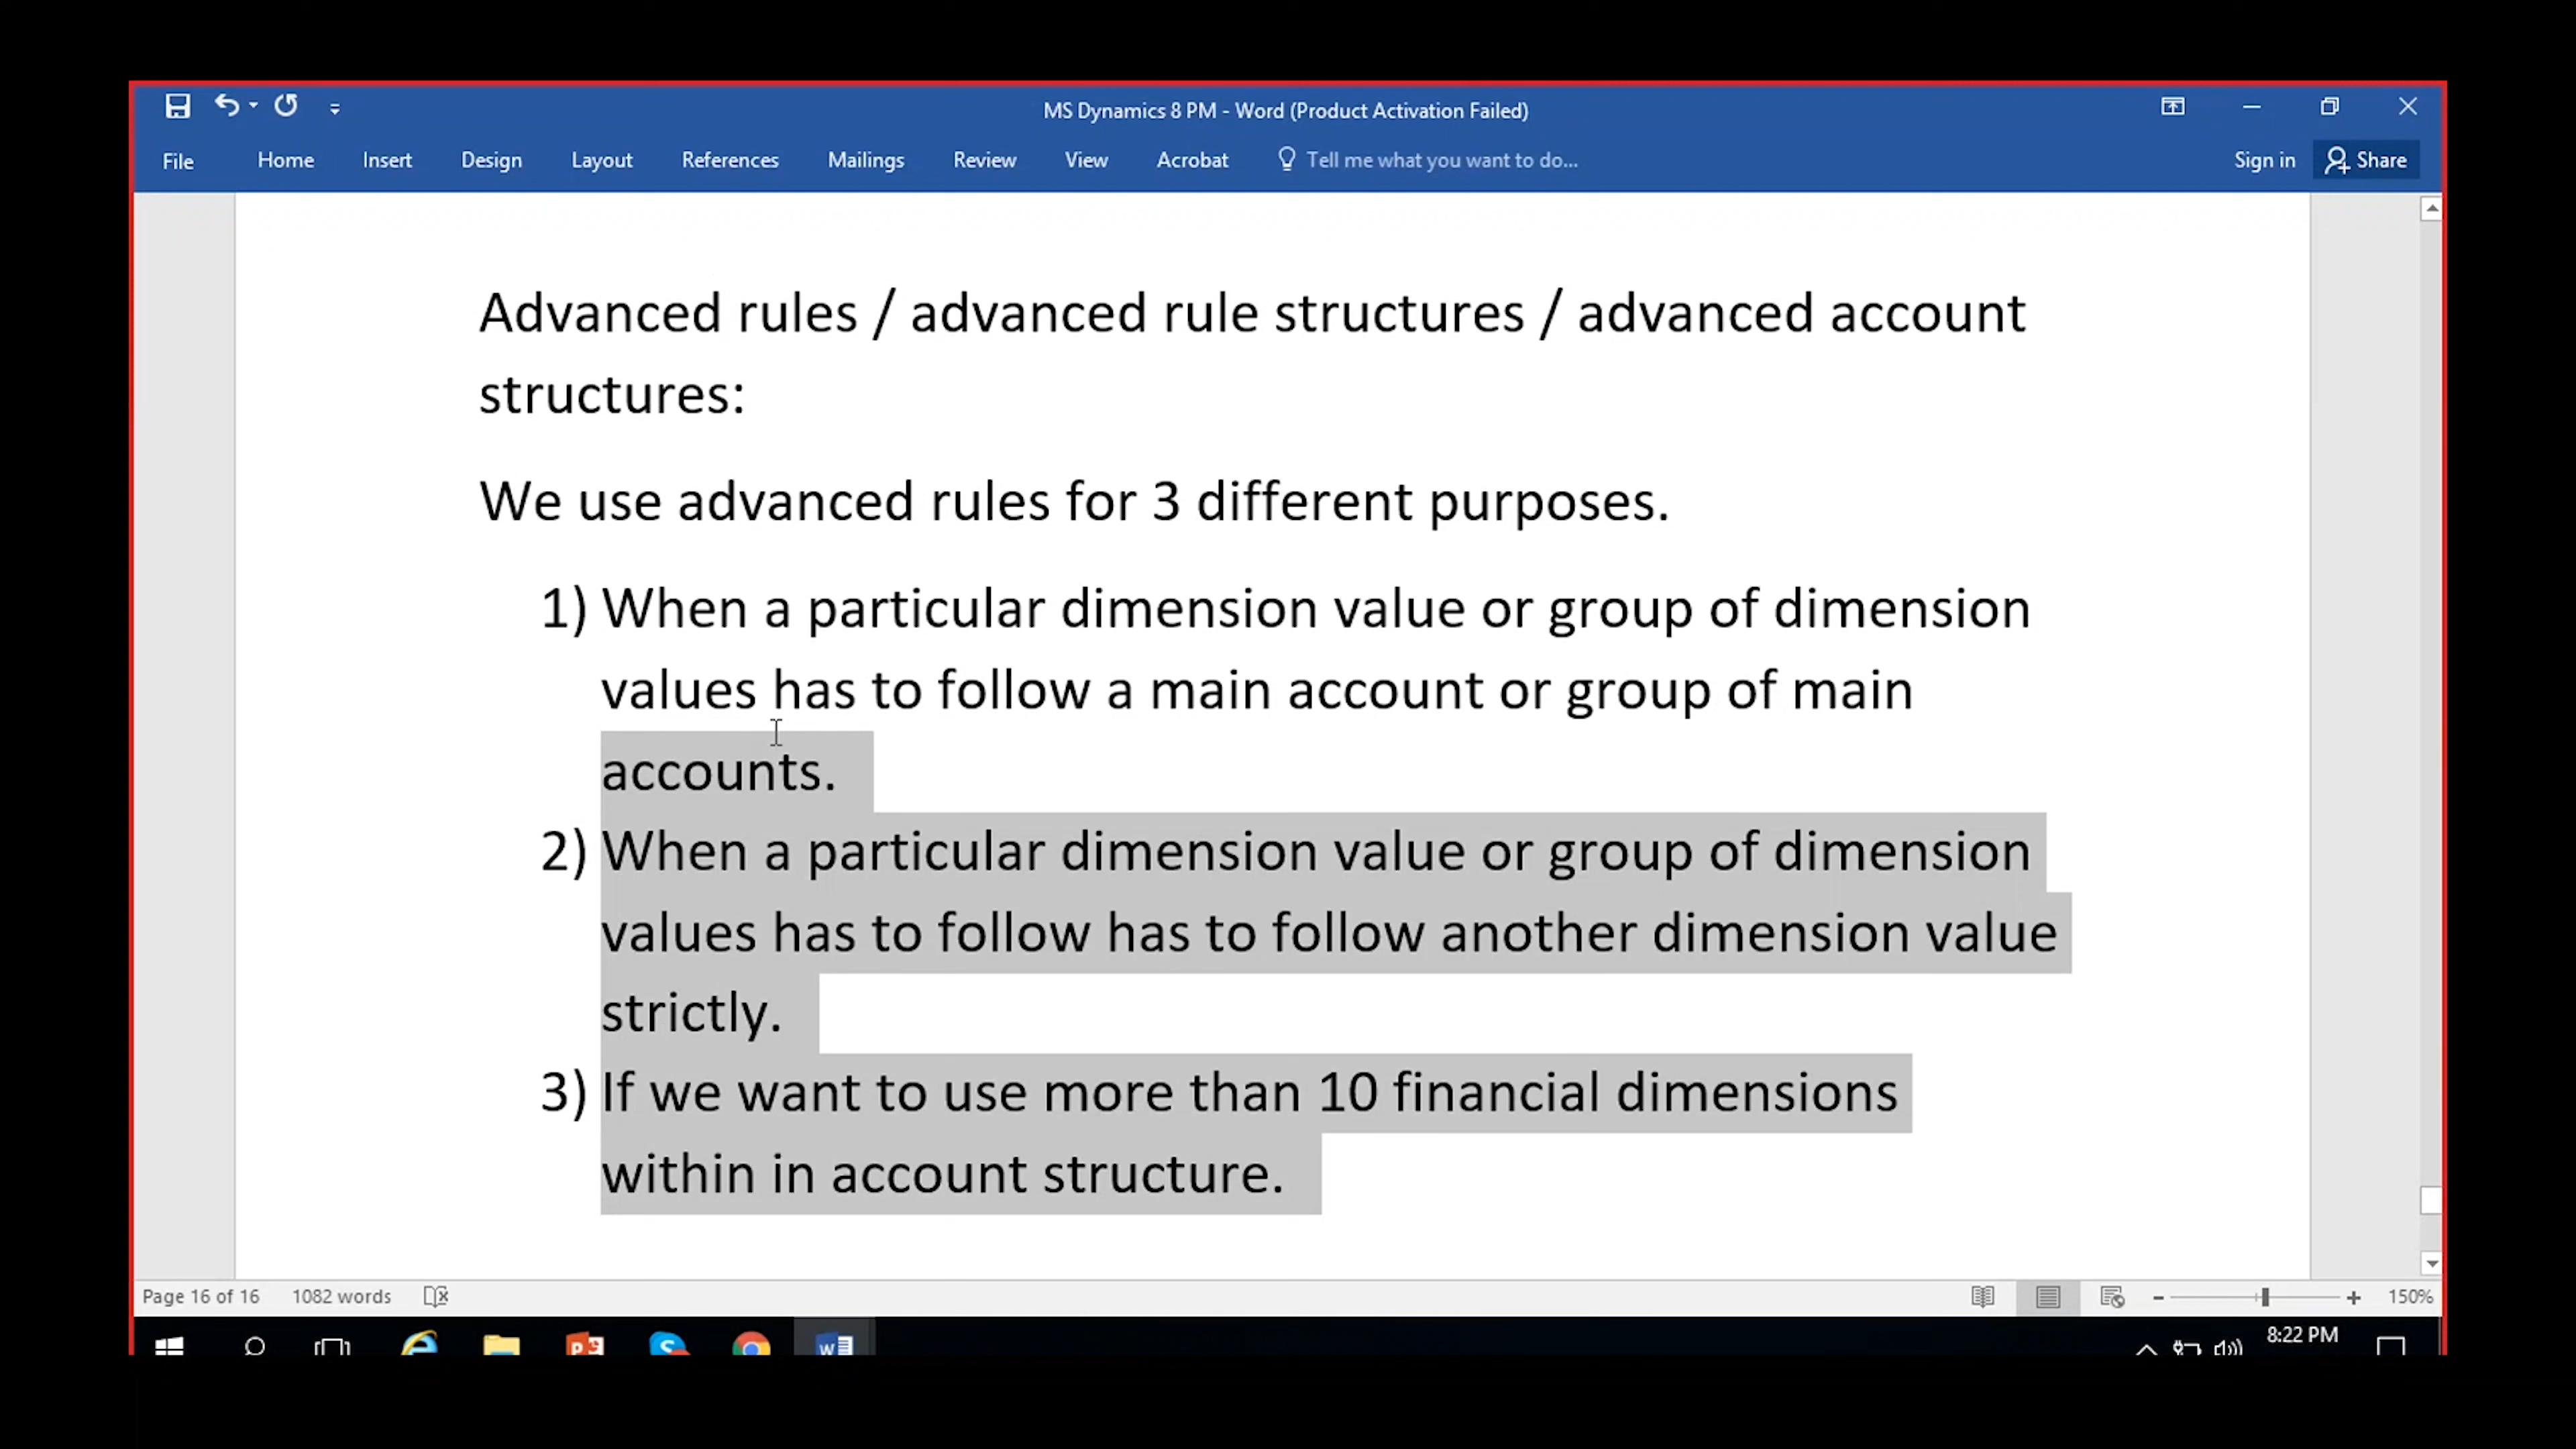 MS Dynamics 8 PM - Word (Product Activation Failed)
File Home Insert Design Layout References Mailings Review View Acrobat Tell me what you want to do... Sign in Share
Advanced rules / advanced rule structures / advanced account
structures:
We use advanced rules for 3 different purposes.
1) When a particular dimension value or group of dimension
values has to follow a main account or group of main
accounts.
2) When a particular dimension value or group of dimension
values has to follow has to follow another dimension value
strictly.
3) If we want to use more than 10 financial dimensions
within in account structure.
Page 16 of 16 1082 words 150%
8:22 PM